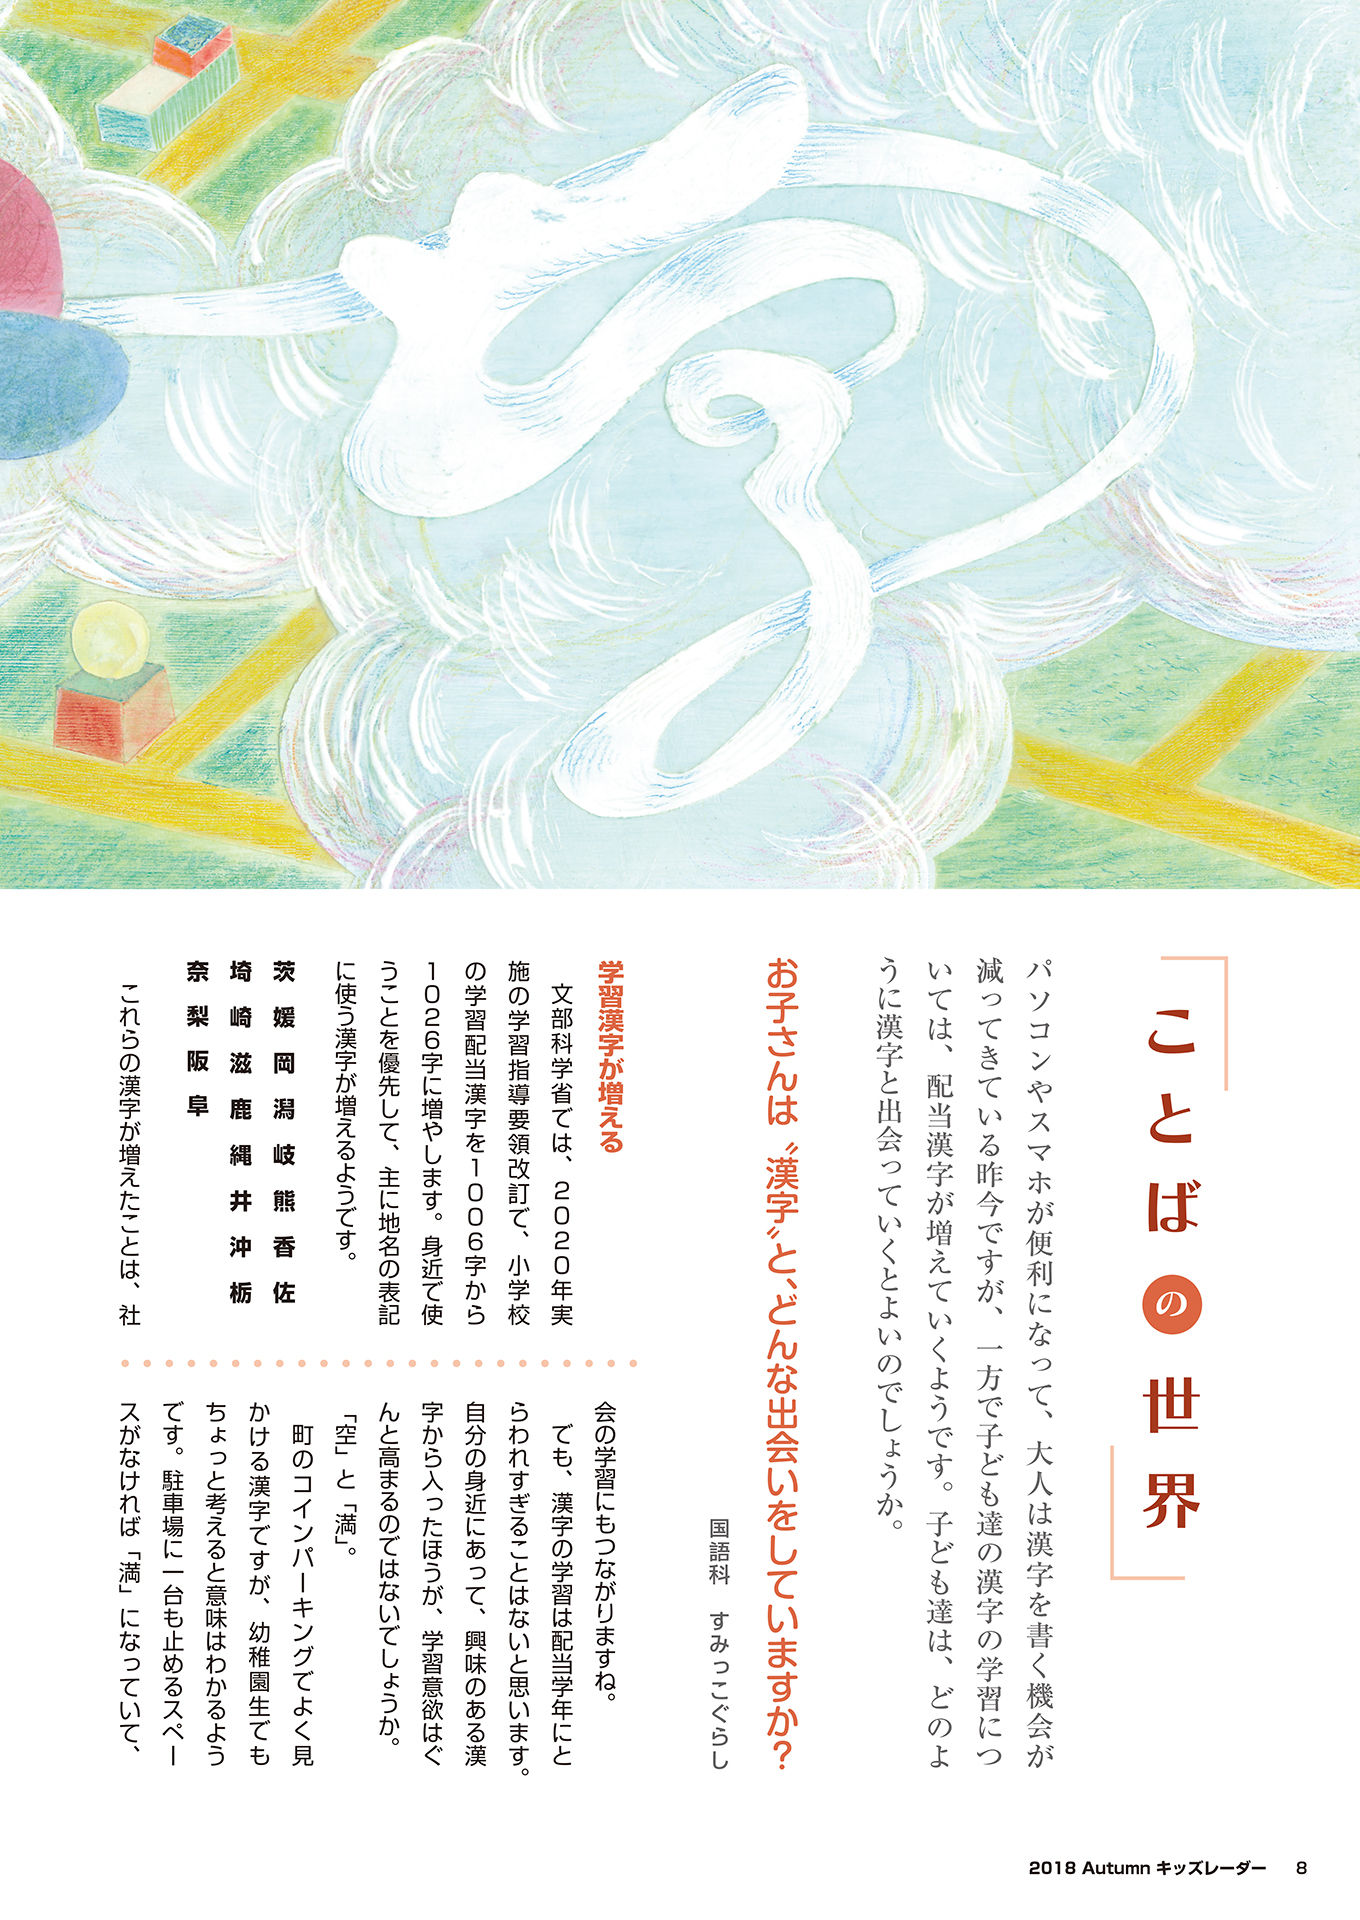 ことばの世界
パソコンやスマホが便利になって、大人は漢字を書く機会が
減ってきている昨今ですが、一方で子ども達の漢字の学習につ
いては、配当漢字が増えていくようです。子ども達は、どのよ
うに漢字と出会っていくとよいのでしょうか。
お子さんは〝漢字〟と、どんな出会いをしていますか？
国語科　すみっこぐらし
学習漢字が増える
　文部科学省では、2020年実
施の学習指導要領改訂で、小学校
の学習配当漢字を1006字から
1026字に増やします。身近で使
うことを優先して、主に地名の表記
に使う漢字が増えるようです。
茨 媛 岡 潟 岐 熊 香 佐
埼 崎 滋 鹿 縄 井 沖 栃
奈 梨 阪 阜
　これらの漢字が増えたことは、社
会の学習にもつながりますね。
　でも、漢字の学習は配当学年にと
らわれすぎることはないと思います。
自分の身近にあって、興味のある漢
字から入ったほうが、学習意欲はぐ
んと高まるのではないでしょうか。
「空」と「満」。
　町のコインパーキングでよく見
かける漢字ですが、幼稚園生でも
ちょっと考えると意味はわかるよう
です。駐車場に一台も止めるスペー
スがなければ「満」になっていて、
2018 Autumn キッズレーダー　8